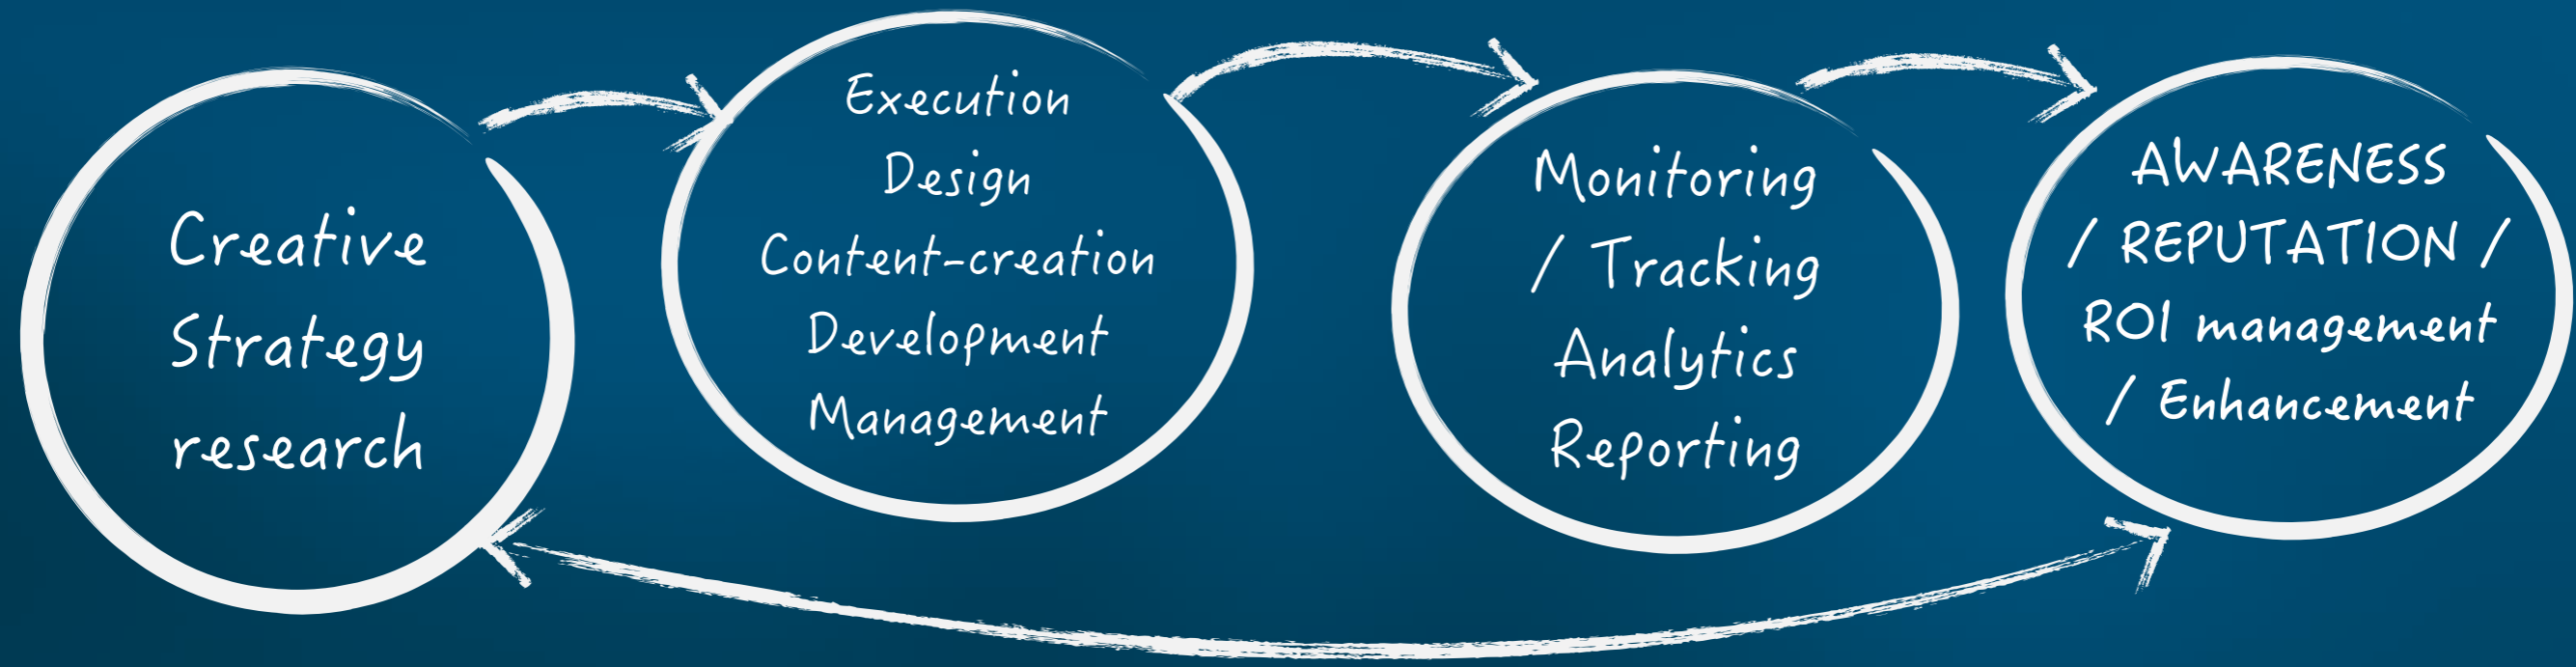 Creative
Strategy
research
Execution
Design
Content-creation
Development
Management
Monitoring
/ Tracking
Analytics
Reporting
AWARENESS
/ REPUTATION /
ROI management
/ Enhancement